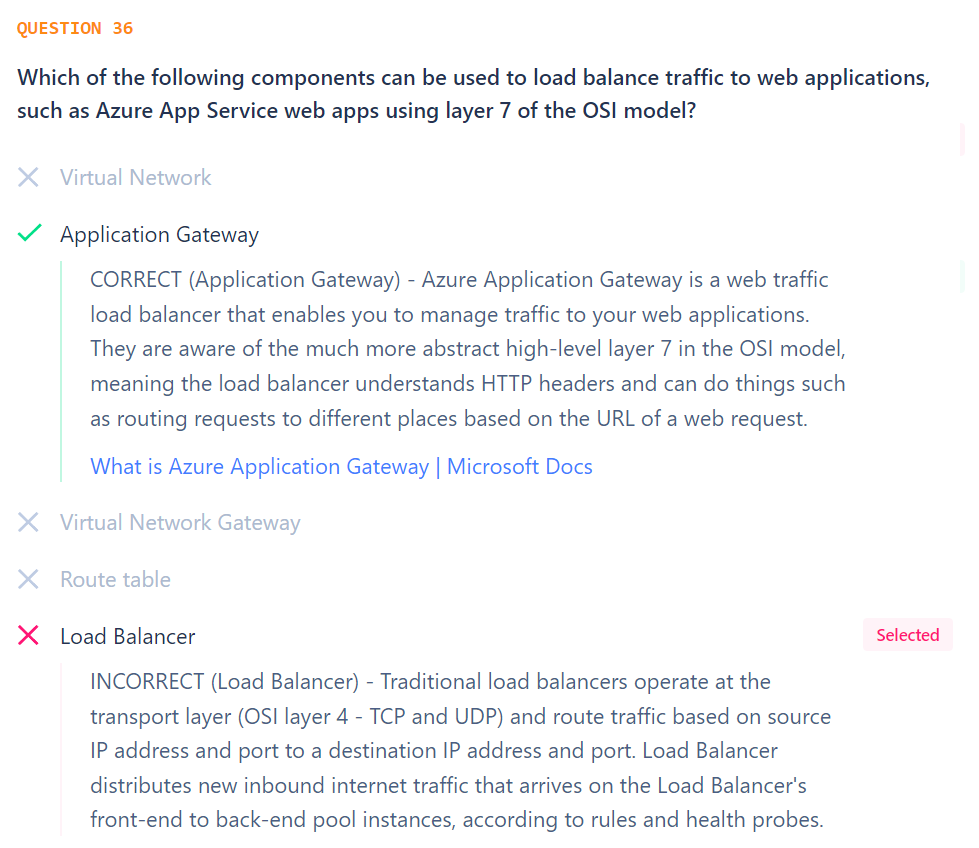 QUESTION 36
Which of the following components can be used to load balance traffic to web applications,
such as Azure App Service web apps using layer 7 of the OSI model?
Virtual Network
Application Gateway
CORRECT (Application Gateway) - Azure Application Gateway is a web traffic
load balancer that enables you to manage traffic to your web applications.
They are aware of the much more abstract high-level layer 7 in the OSI model,
meaning the load balancer understands HTTP headers and can do things such
as routing requests to different places based on the URL of a web request.
What is Azure Application Gateway | Microsoft Docs
Virtual Network Gateway
Route table
Load Balancer
Selected
INCORRECT (Load Balancer) - Traditional load balancers operate at the
transport layer (OSI layer 4 - TCP and UDP) and route traffic based on source
IP address and port to a destination IP address and port. Load Balancer
distributes new inbound internet traffic that arrives on the Load Balancer's
front-end to back-end pool instances, according to rules and health probes.